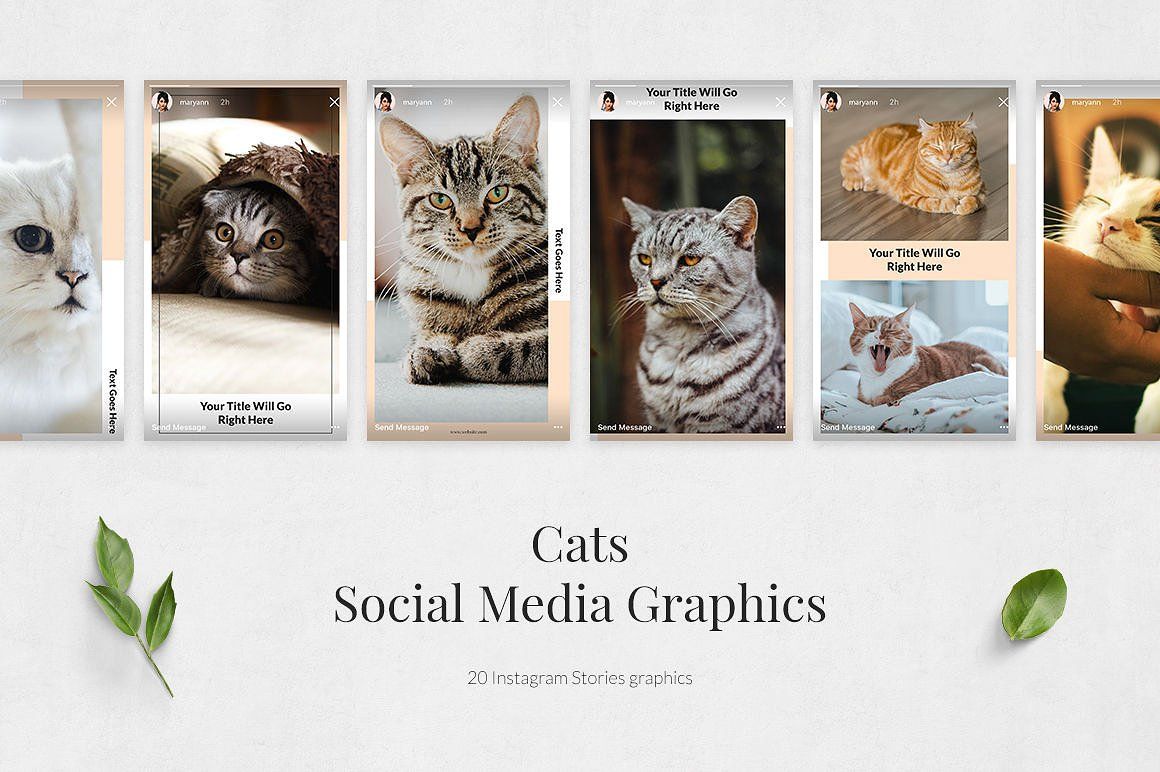 2h
Text Goes Here
maryann 2h
Your Title Will Go
Right Here
Send Message
maryann 2h
Text Goes Here
Send Message
www.website.com
Your Title Will Go
Right Here
maryann 2h
Send Message
maryann 2h
Your Title Will Go
Right Here
Send Message
maryann 2h
Send Message
Cats
Social Media Graphics
20 Instagram Stories graphics